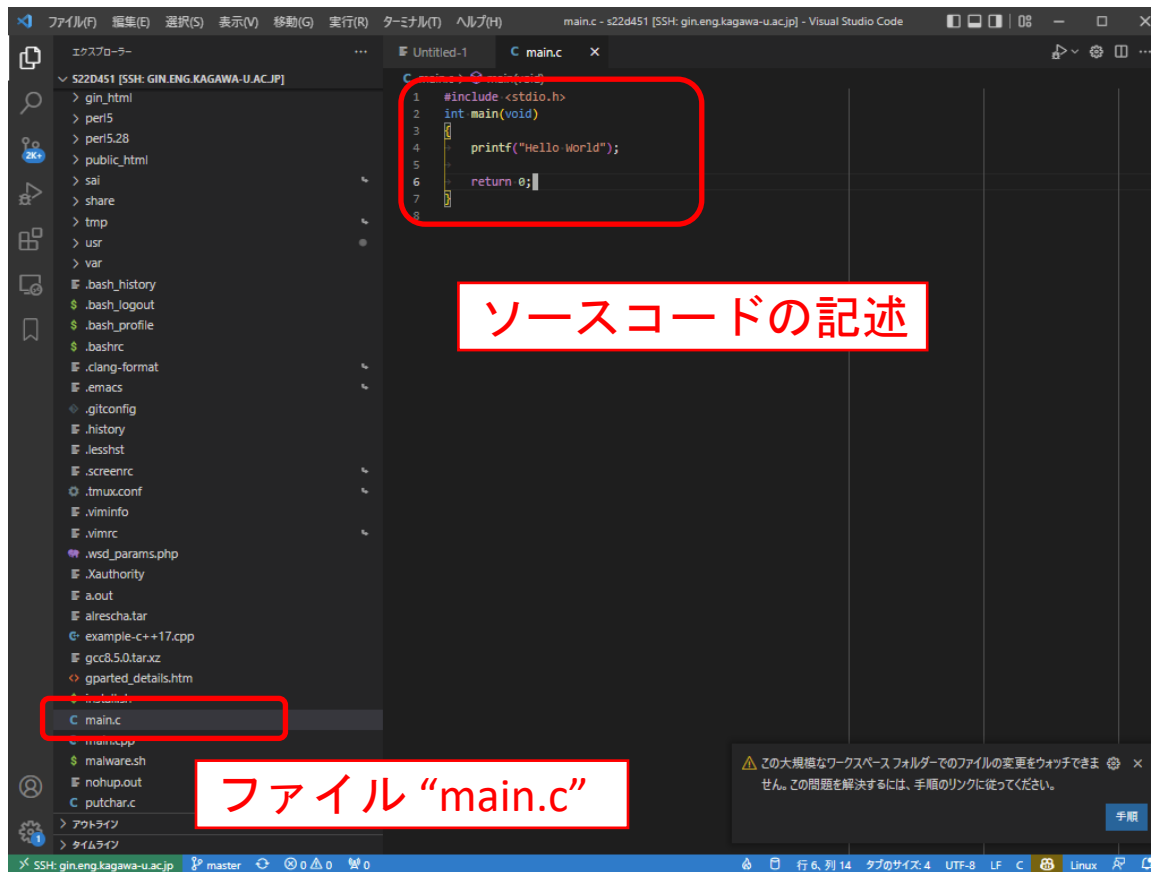 ファイル(F) 編集(E) 選択(S) 表示(V) 移動(G) 実行(R) ターミナル(T) ヘルプ(H) main.c - s22d451 [SSH: gin.eng.kagawa-u.ac.jp] - Visual Studio Code
エクスプローラー
Untitled-1
C main.c
S22D451 [SSH: GIN.ENG.KAGAWA-U.AC.JP]
gin_html
perl5
perl5.28
public_html
sai
share
tmp
usr
var
.bash_history
$ .bash_logout
$ .bash_profile
$ .bashrc
.clang-format
.emacs
.gitconfig
.history
.lesshst
.screenrc
.tmux.conf
.viminfo
.vimrc
.wsd_params.php
.Xauthority
a.out
alrescha.tar
example-c++17.cpp
gcc8.5.0.tar.xz
gparted_details.htm
C main.c
main.cpp
$ malware.sh
nohup.out
C putchar.c
アウトライン
タイムライン
2K+
1
1 #include <stdio.h>
2 int main(void)
3 {
4 printf("Hello World");
5
6 return 0;
7 }
8
ソースコードの記述
ファイル “main.c”
この大規模なワークスペース フォルダーでのファイルの変更をウォッチできま
せん。この問題を解決するには、手順のリンクに従ってください。
手順
SSH: gin.eng.kagawa-u.ac.jp master 0 0 0 行 6、列 14 タブのサイズ: 4 UTF-8 LF C Linux